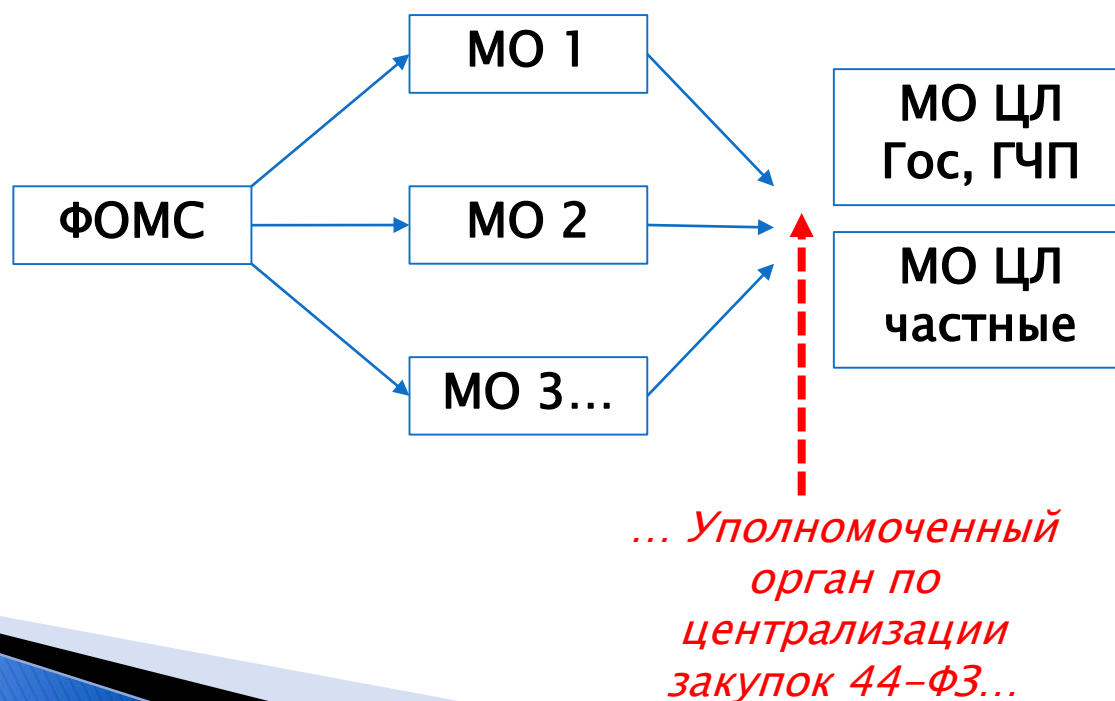 МО 1
МО ЦЛ
Гос, ГЧП
ФОМС
МО 2
МО ЦЛ
частные
МО 3...
... Уполномоченный
орган по
централизации
закупок 44-ФЗ...